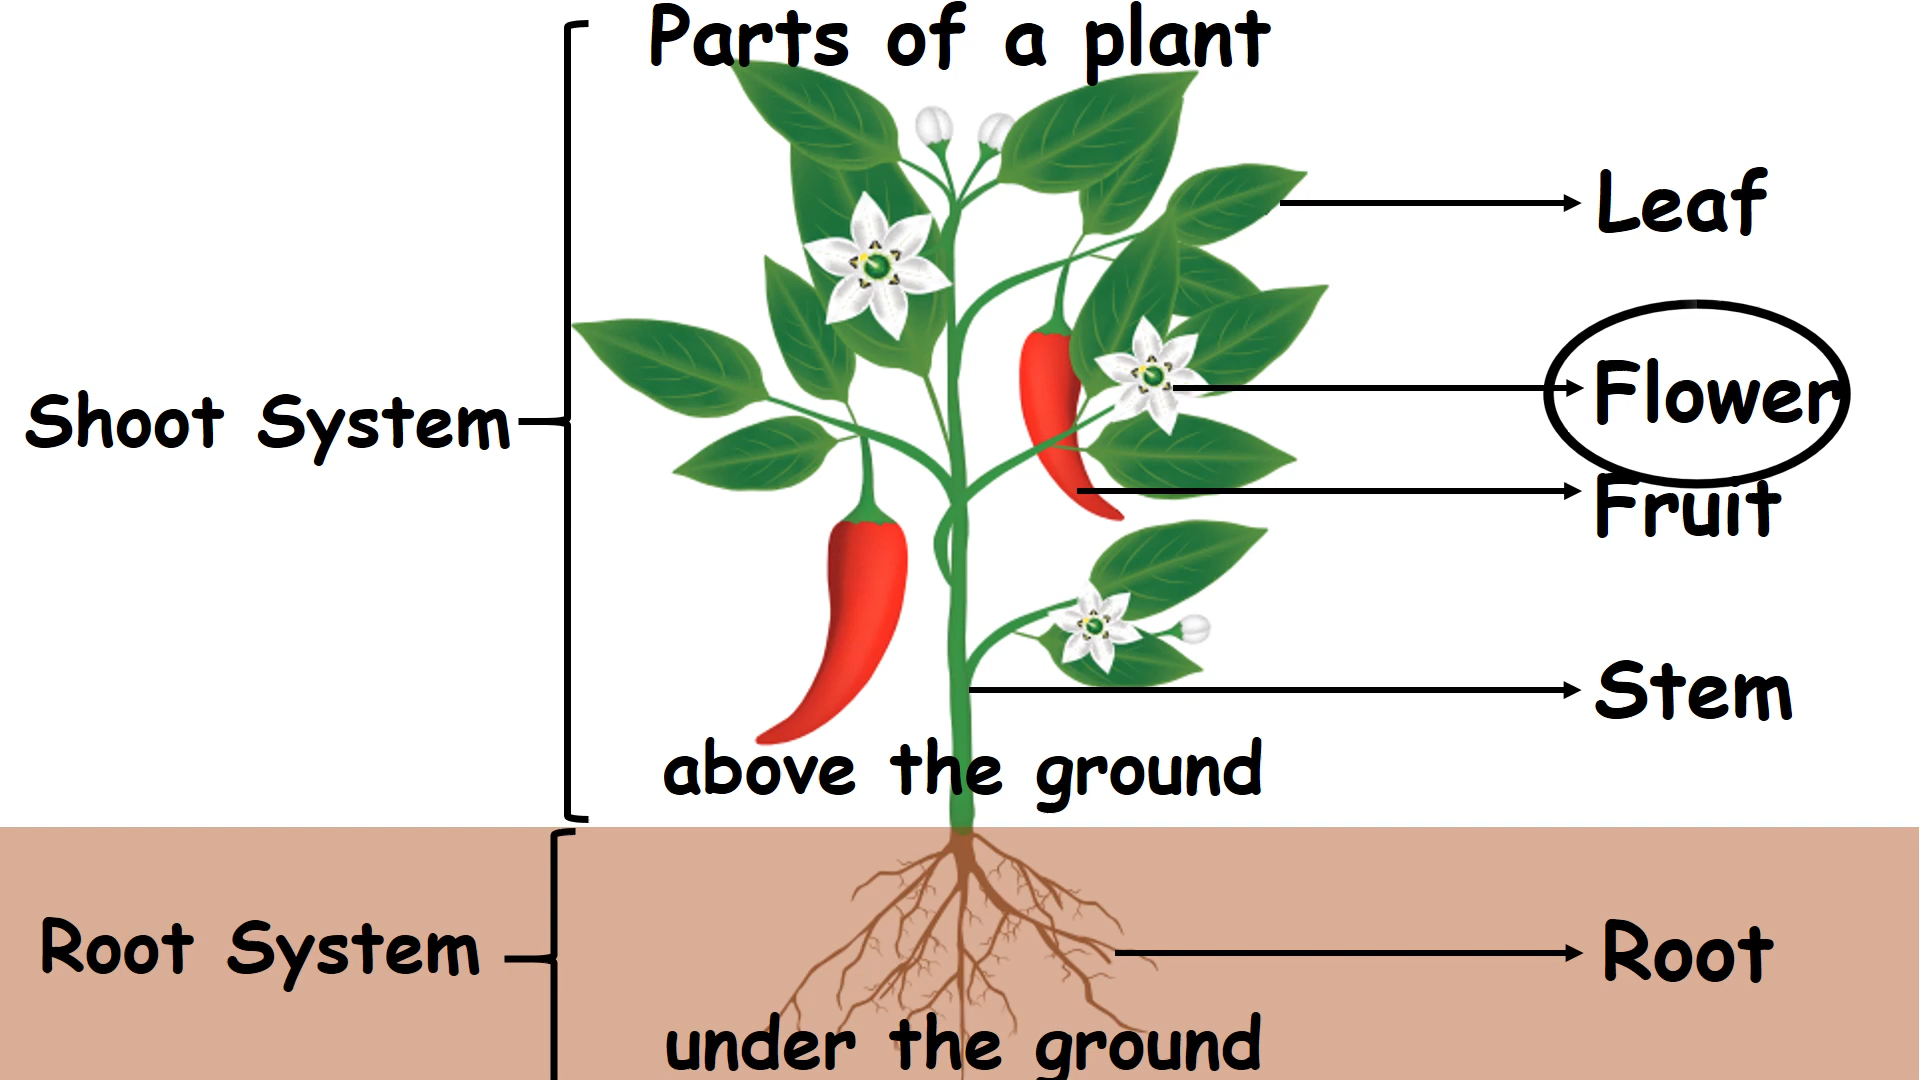 Parts of a plant
Leaf
Flower
Shoot System
Fruit
Stem
above the ground
Root System
Root
under the ground